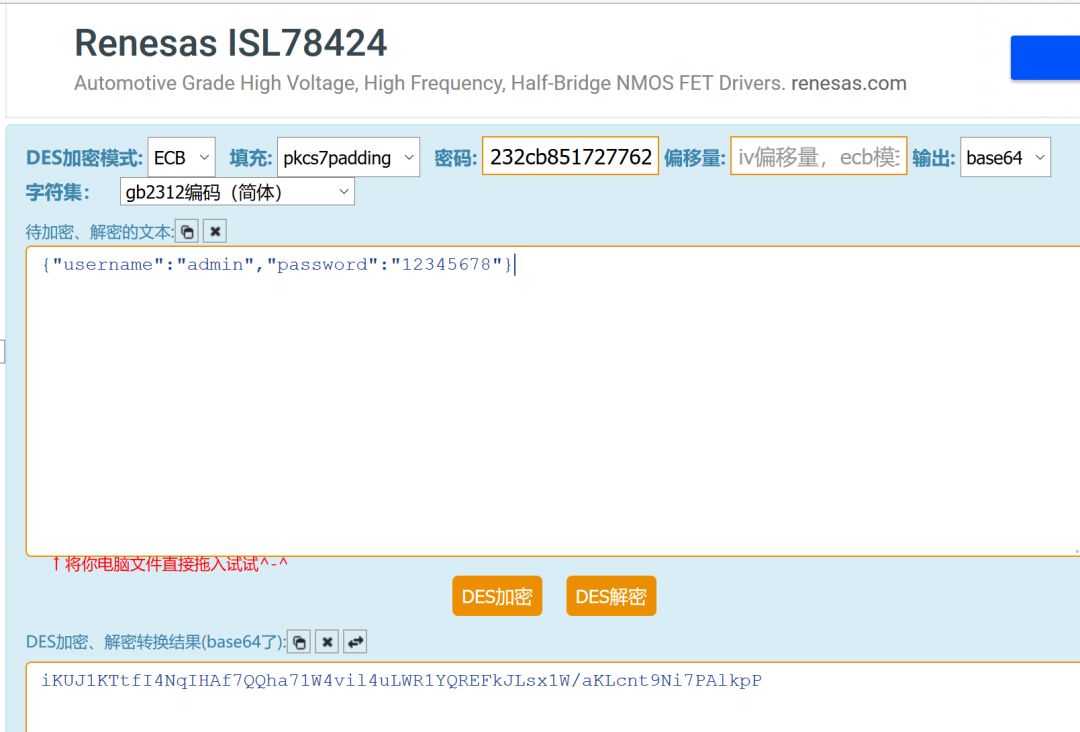 Renesas ISL78424
Automotive Grade High Voltage, High Frequency, Half-Bridge NMOS FET Drivers. renesas.com
DES加密模式: ECB 填充: pkcs7padding 密码: 232cb851727762 偏移量: iv偏移量，ecb模 输出: base64
字符集： gb2312编码（简体）
待加密、解密的文本:
{"username":"admin","password":"12345678"}
↑将你电脑文件直接拖入试试^-^
DES加密 DES解密
DES加密、解密转换结果(base64了):
iKUJ1KTtfI4NqIHAf7QQha71W4vil4uLWR1YQREFkJLsx1W/aKLcnt9Ni7PAlkpP